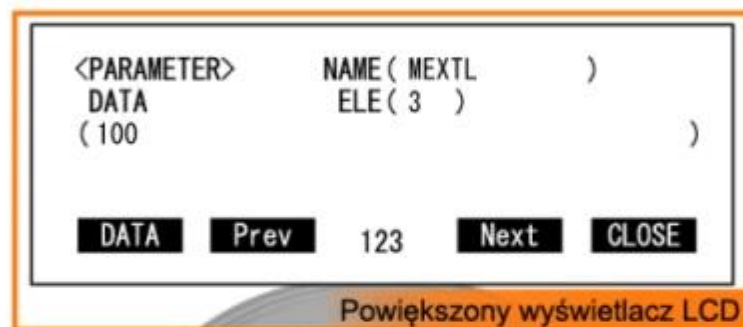 <PARAMETER> NAME( MEXTL )
DATA ELE( 3 )
(100 )
DATA Prev 123 Next CLOSE
Powiększony wyświetlacz LCD